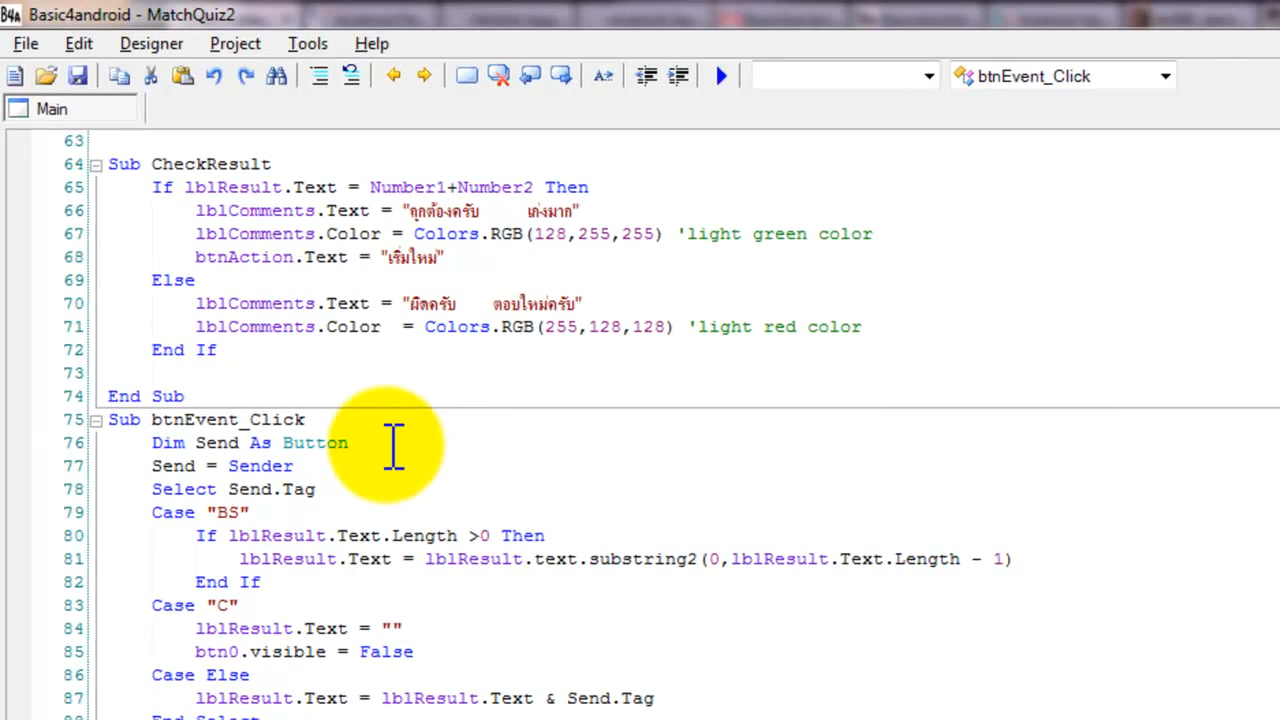 B4A Basic4android - MatchQuiz2
File Edit Designer Project Tools Help
btnEvent_Click
Main
63
64 Sub CheckResult
65 If lblResult.Text = Number1+Number2 Then
66 lblComments.Text = "ถูกต้องครับ เก่งมาก"
67 lblComments.Color = Colors.RGB(128,255,255) 'light green color
68 btnAction.Text = "เริ่มใหม่"
69 Else
70 lblComments.Text = "ผิดครับ ตอบใหม่ครับ"
71 lblComments.Color = Colors.RGB(255,128,128) 'light red color
72 End If
73
74 End Sub
75 Sub btnEvent_Click
76 Dim Send As Button
77 Send = Sender
78 Select Send.Tag
79 Case "BS"
80 If lblResult.Text.Length >0 Then
81 lblResult.Text = lblResult.text.substring2(0,lblResult.Text.Length - 1)
82 End If
83 Case "C"
84 lblResult.Text = ""
85 btn0.visible = False
86 Case Else
87 lblResult.Text = lblResult.Text & Send.Tag
88 End Select